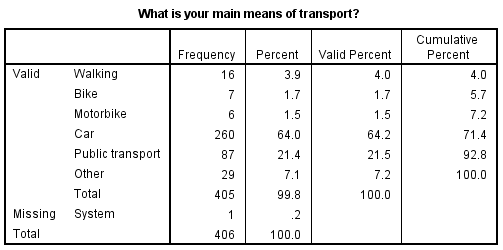 What is your main means of transport?
Cumulative
Frequency Percent Valid Percent Percent
Valid Walking 16 3.9 4.0 4.0
Bike 7 1.7 1.7 5.7
Motorbike 6 1.5 1.5 7.2
Car 260 64.0 64.2 71.4
Public transport 87 21.4 21.5 92.8
Other 29 7.1 7.2 100.0
Total 405 99.8 100.0
Missing System 1 .2
Total 406 100.0